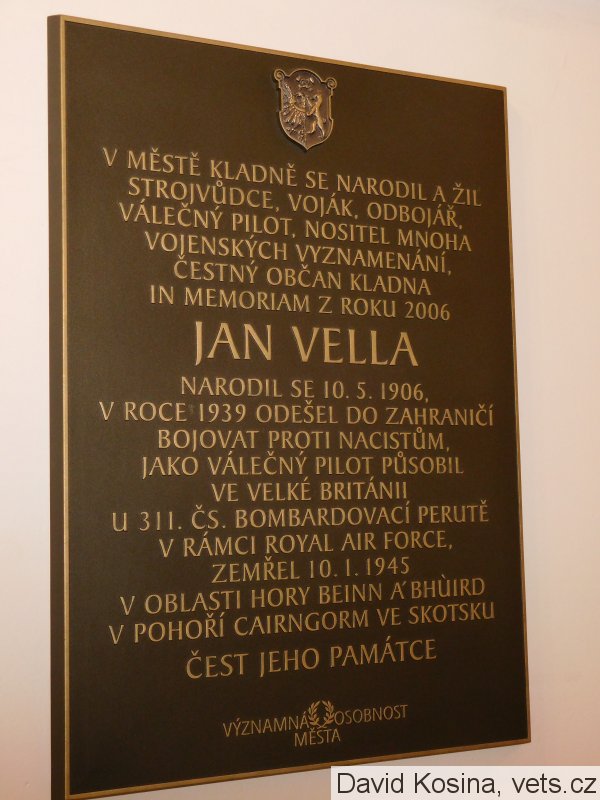 V MĚSTĚ KLADNĚ SE NARODIL A ŽIL
STROJVŮDCE, VOJÁK, ODBOJÁŘ,
VÁLEČNÝ PILOT, NOSITEL MNOHA
VOJENSKÝCH VYZNAMENÁNÍ,
ČESTNÝ OBČAN KLADNA
IN MEMORIAM Z ROKU 2006
JAN VELLA
NARODIL SE 10. 5. 1906,
V ROCE 1939 ODEŠEL DO ZAHRANIČÍ
BOJOVAT PROTI NACISTŮM,
JAKO VÁLEČNÝ PILOT PŮSOBIL
VE VELKÉ BRITÁNII
U 311. ČS. BOMBARDOVACÍ PERUTĚ
V RÁMCI ROYAL AIR FORCE,
ZEMŘEL 10. 1. 1945
V OBLASTI HORY BEINN A´BHÙIRD
V POHOŘÍ CAIRNGORM VE SKOTSKU
ČEST JEHO PAMÁTCE
VÝZNAMNÁ OSOBNOST
MĚSTA
David Kosina, vets.cz